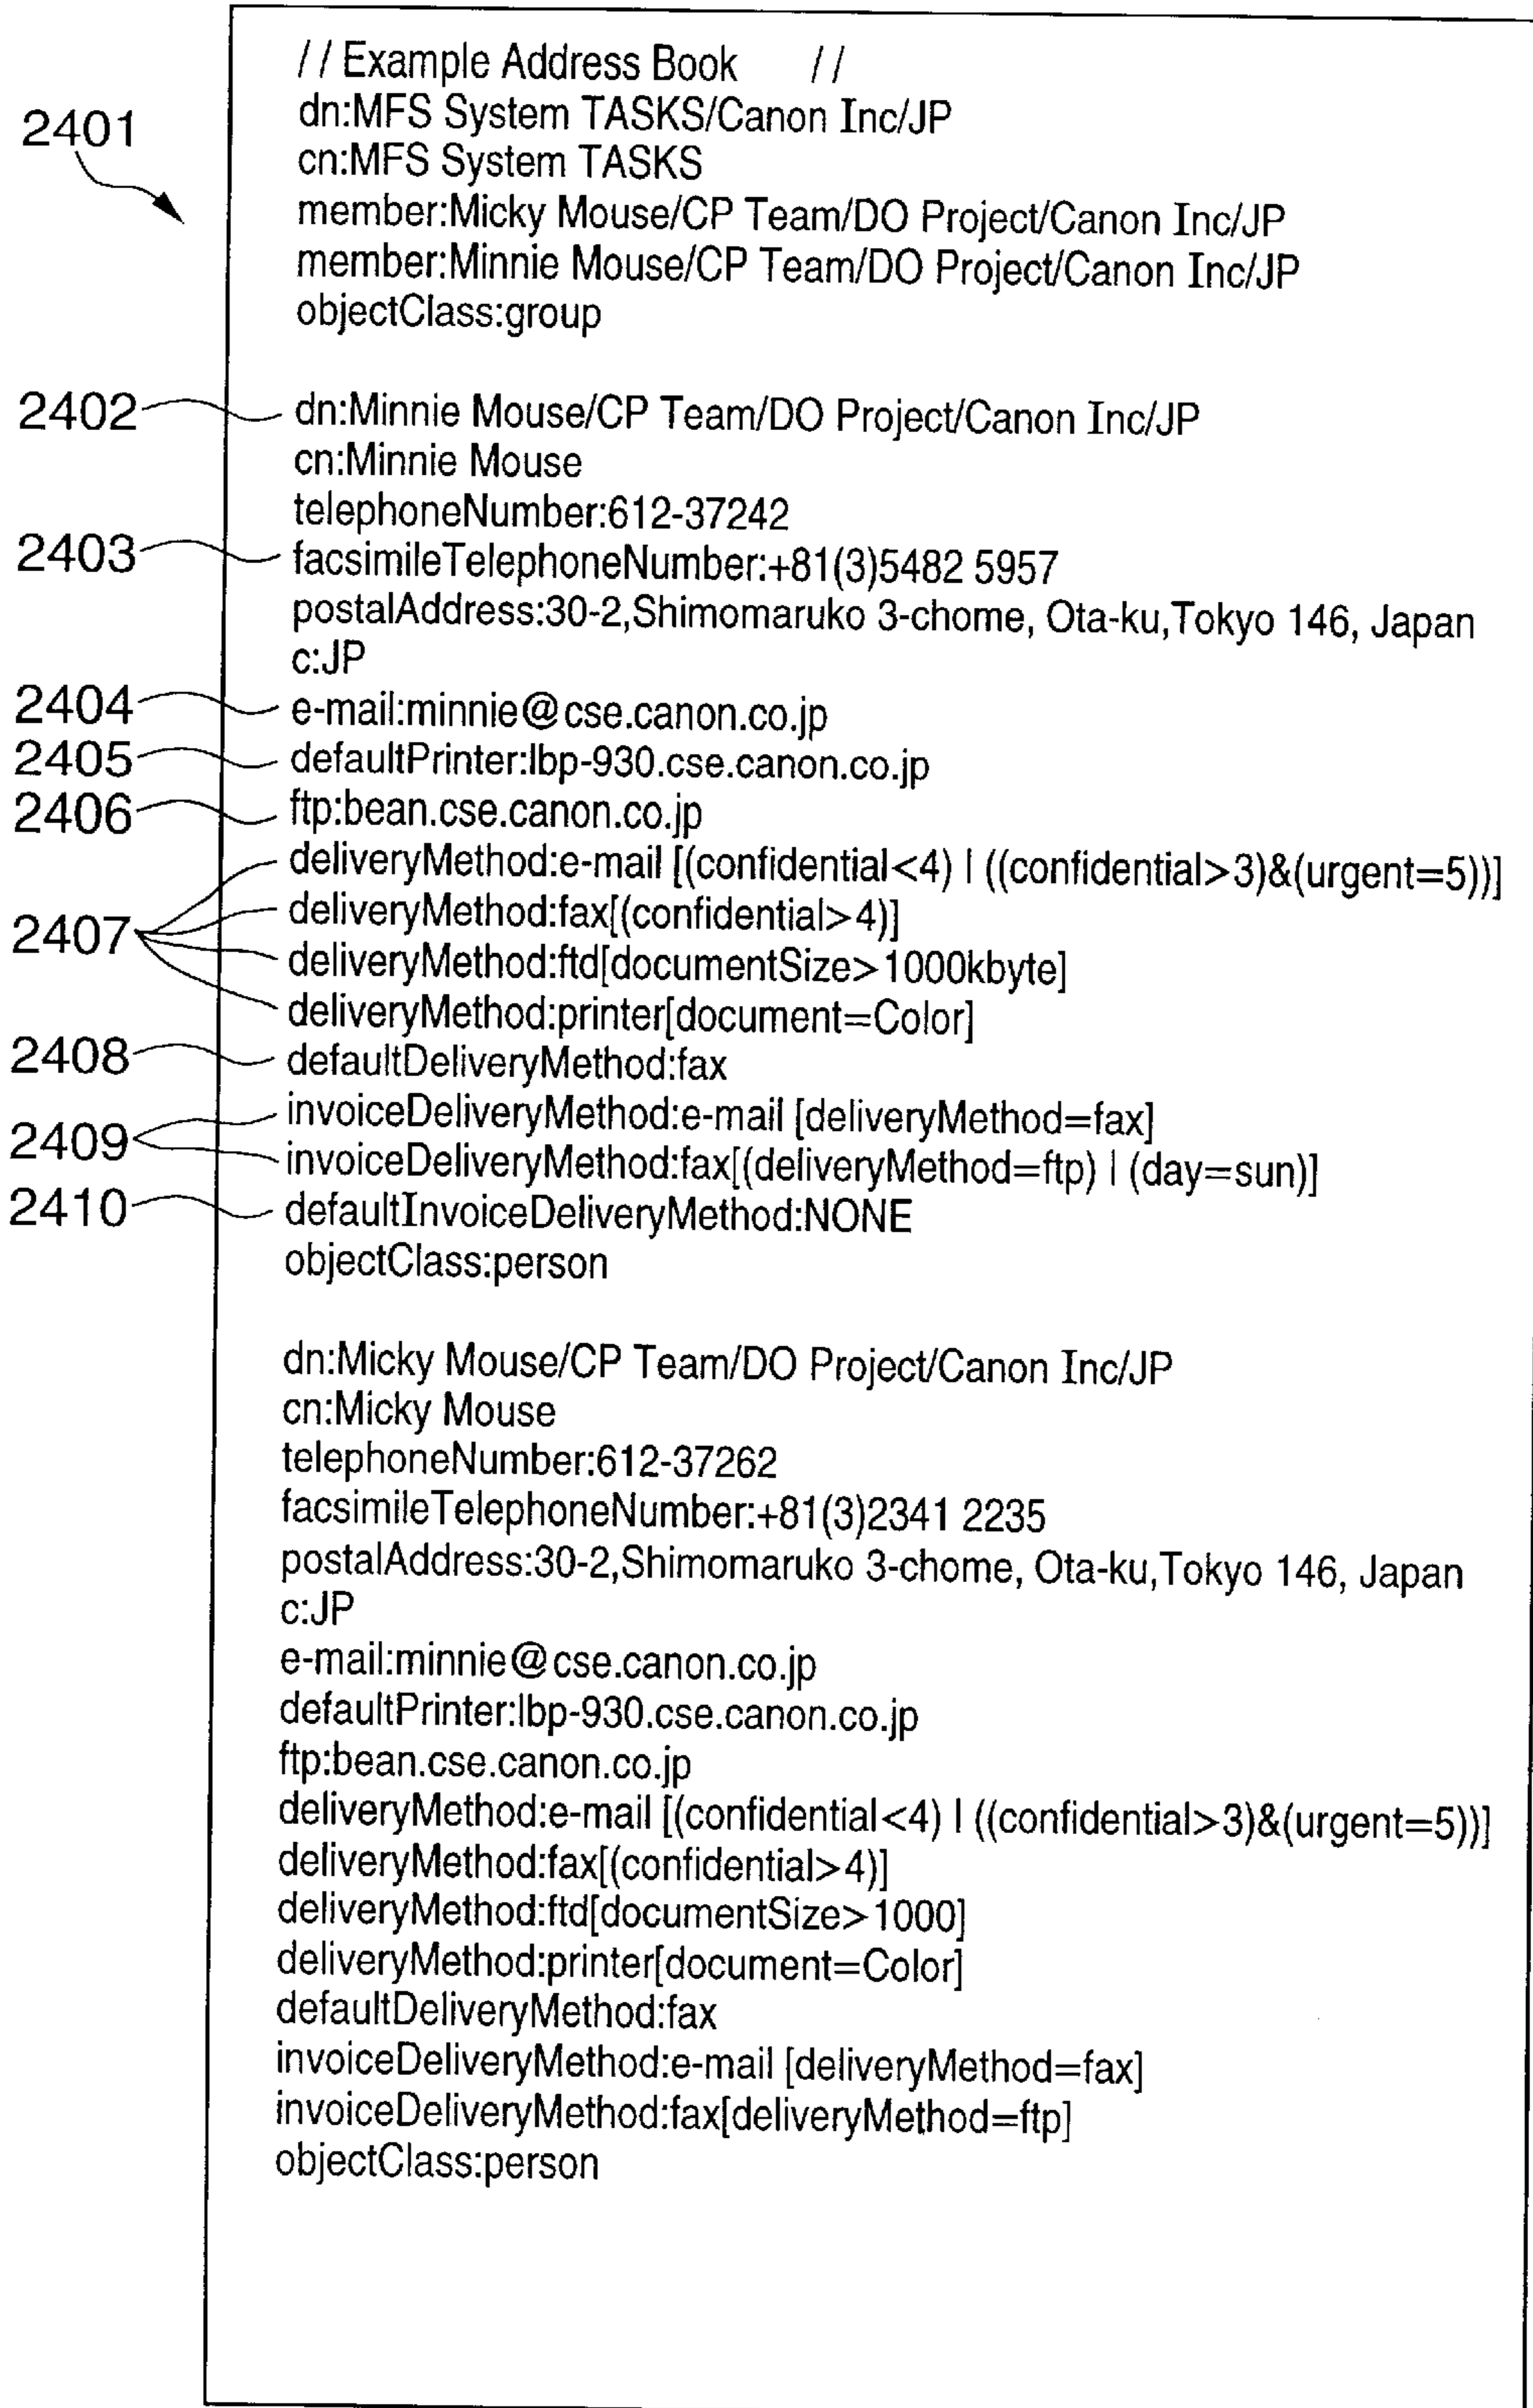 // Example Address Book //
2401
dn:MFS System TASKS/Canon Inc/JP
cn:MFS System TASKS
member:Micky Mouse/CP Team/DO Project/Canon Inc/JP
member:Minnie Mouse/CP Team/DO Project/Canon Inc/JP
objectClass:group
2402 dn:Minnie Mouse/CP Team/DO Project/Canon Inc/JP
cn:Minnie Mouse
telephoneNumber:612-37242
2403 facsimileTelephoneNumber:+81(3)5482 5957
postalAddress:30-2,Shimomaruko 3-chome, Ota-ku,Tokyo 146, Japan
c:JP
2404 e-mail:minnie@cse.canon.co.jp
2405 defaultPrinter:lbp-930.cse.canon.co.jp
2406 ftp:bean.cse.canon.co.jp
2407 deliveryMethod:e-mail [(confidential<4) | ((confidential>3)&(urgent=5))]
deliveryMethod:fax[(confidential>4)]
deliveryMethod:ftd[documentSize>1000kbyte]
deliveryMethod:printer[document=Color]
2408 defaultDeliveryMethod:fax
2409 invoiceDeliveryMethod:e-mail [deliveryMethod=fax]
invoiceDeliveryMethod:fax[(deliveryMethod=ftp) | (day=sun)]
2410 defaultInvoiceDeliveryMethod:NONE
objectClass:person
dn:Micky Mouse/CP Team/DO Project/Canon Inc/JP
cn:Micky Mouse
telephoneNumber:612-37262
facsimileTelephoneNumber:+81(3)2341 2235
postalAddress:30-2,Shimomaruko 3-chome, Ota-ku,Tokyo 146, Japan
c:JP
e-mail:minnie@cse.canon.co.jp
defaultPrinter:lbp-930.cse.canon.co.jp
ftp:bean.cse.canon.co.jp
deliveryMethod:e-mail [(confidential<4) | ((confidential>3)&(urgent=5))]
deliveryMethod:fax[(confidential>4)]
deliveryMethod:ftd[documentSize>1000]
deliveryMethod:printer[document=Color]
defaultDeliveryMethod:fax
invoiceDeliveryMethod:e-mail [deliveryMethod=fax]
invoiceDeliveryMethod:fax[deliveryMethod=ftp]
objectClass:person